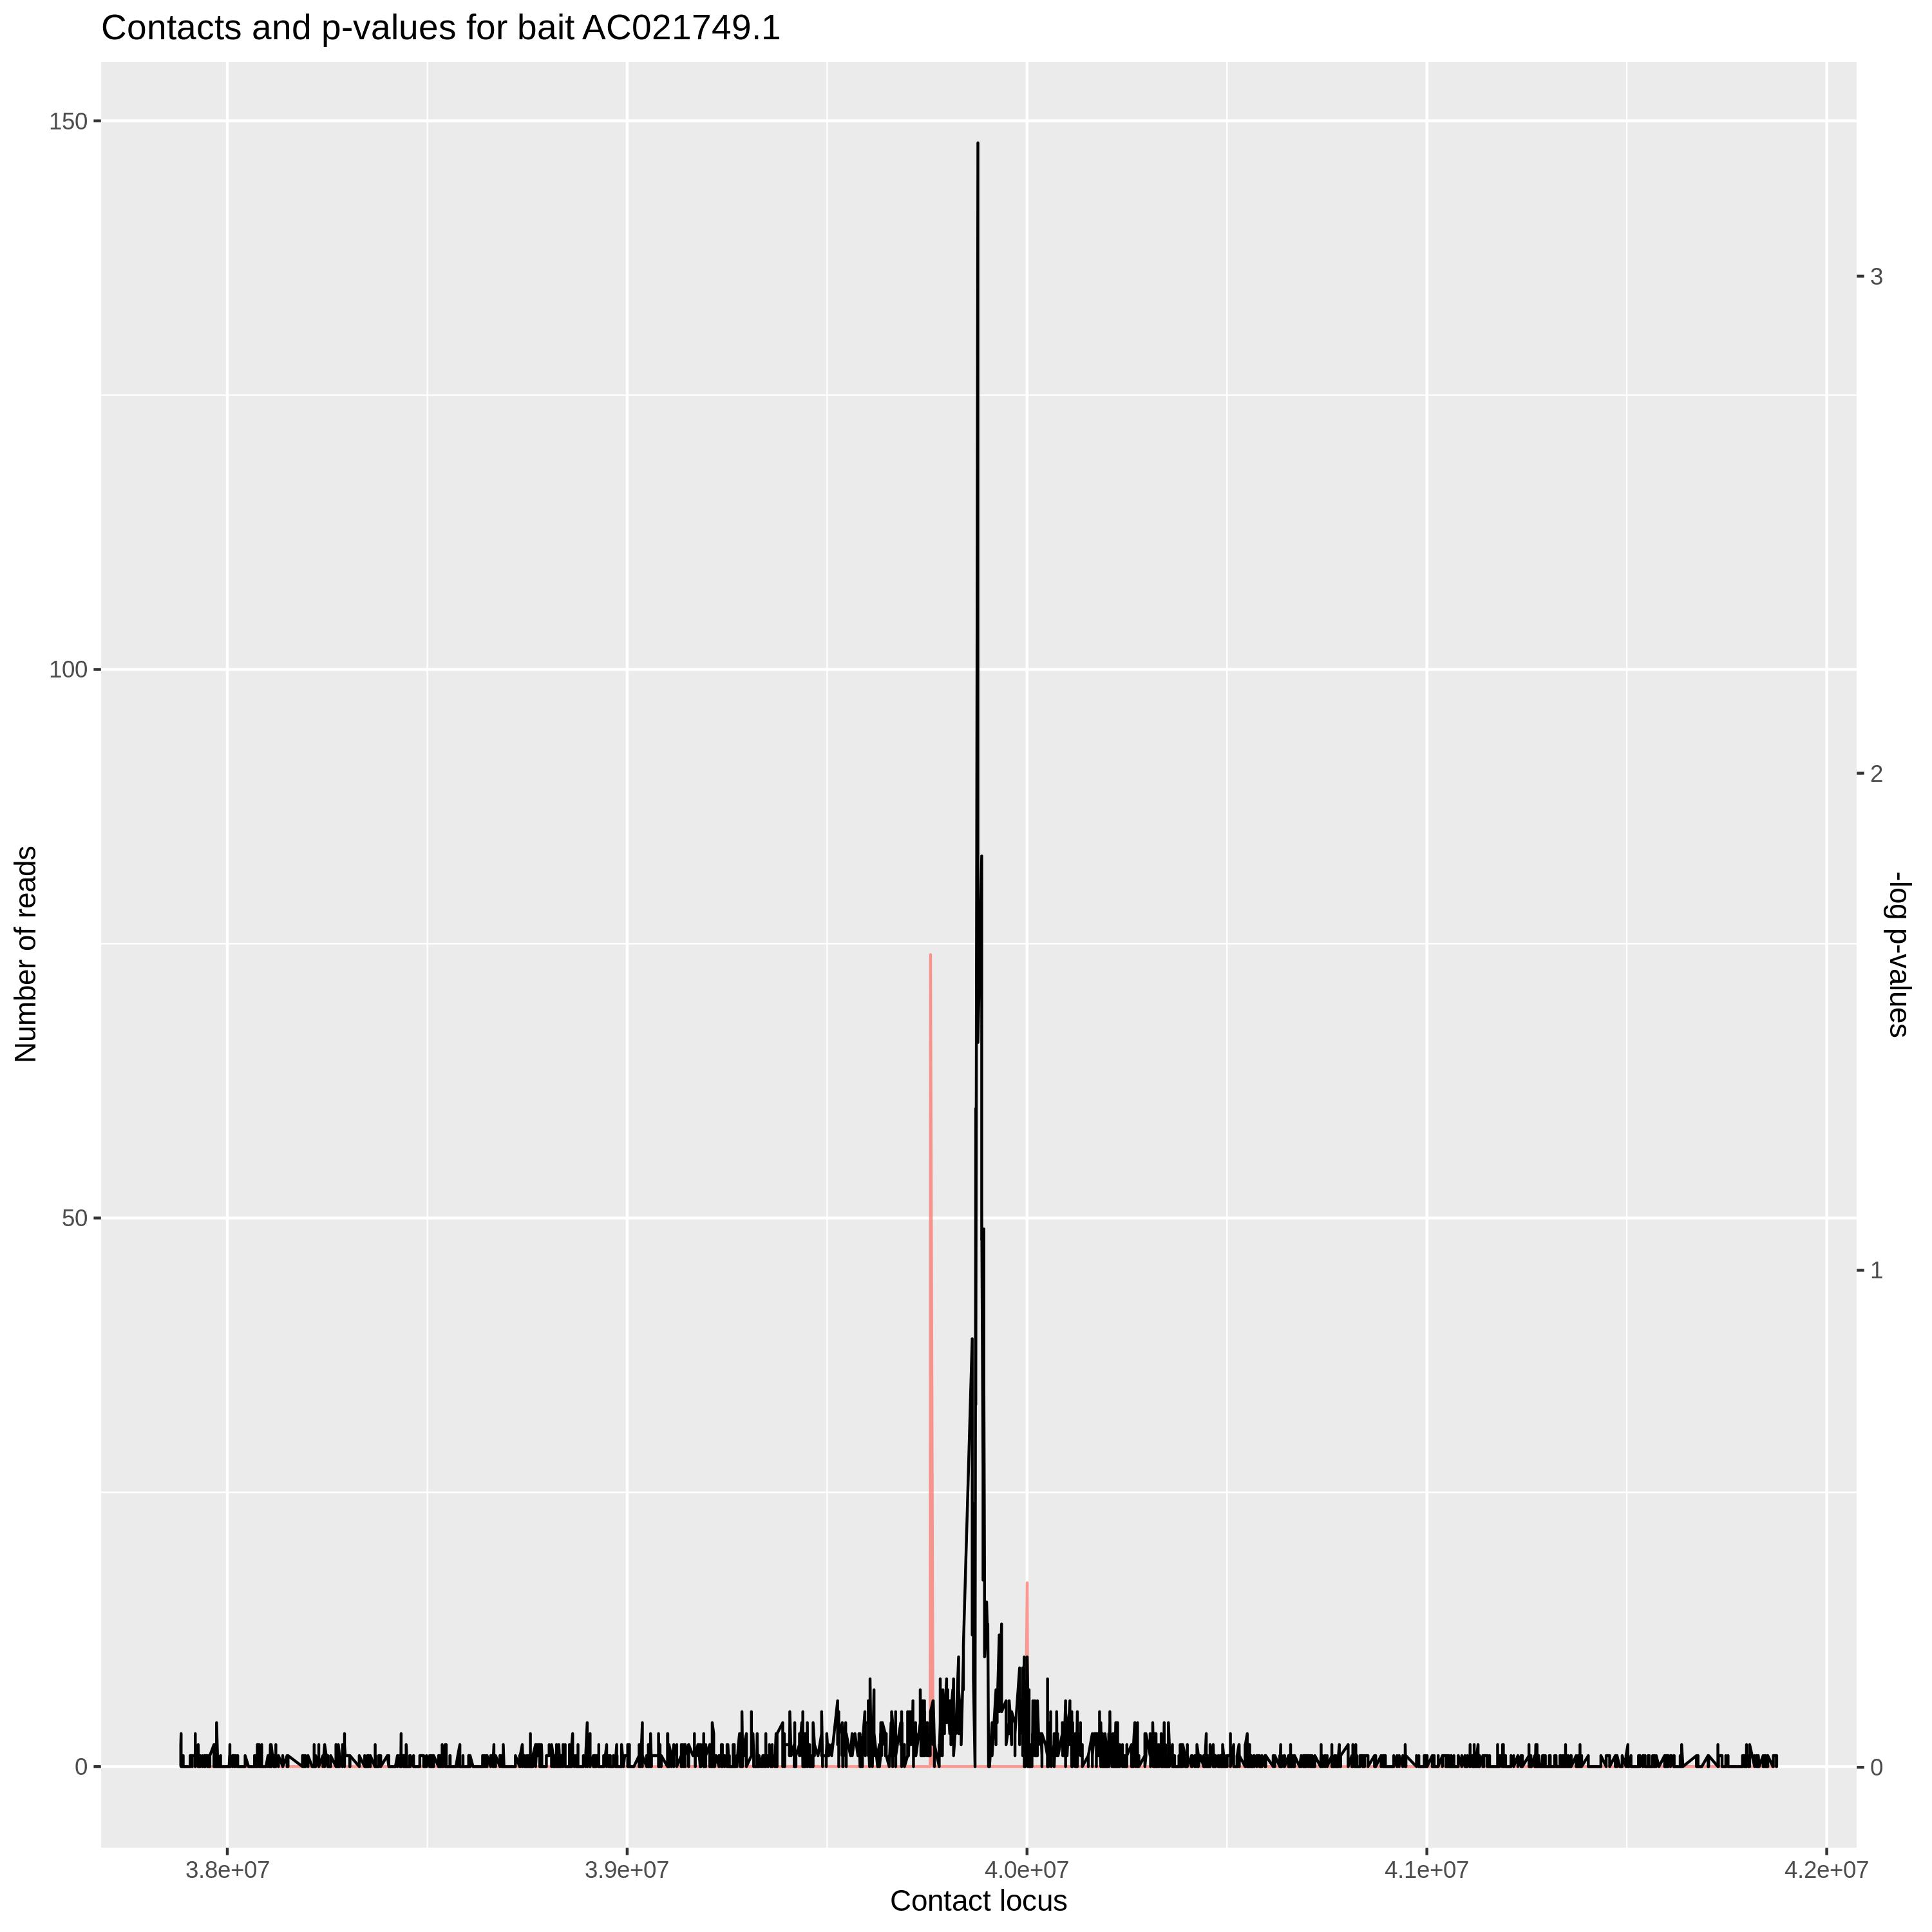 Contacts and p-values for bait AC021749.1
150
100
50
0
Number of reads
3
2
1
0
-log p-values
3.8e+07
3.9e+07
4.0e+07
4.1e+07
4.2e+07
Contact locus